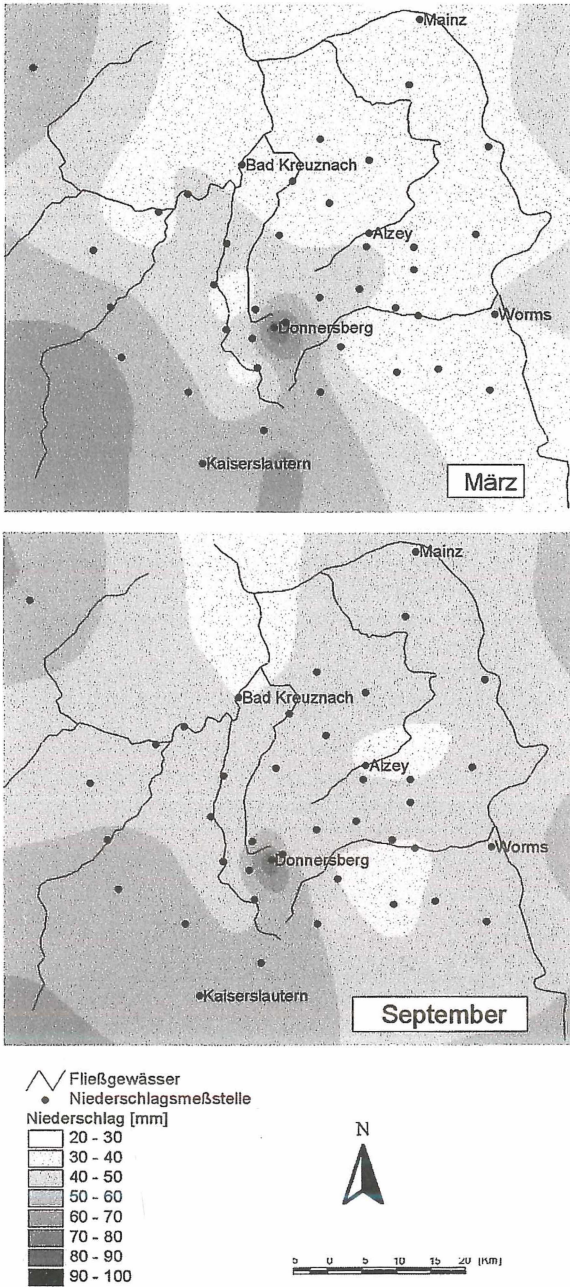 Mainz
Bad Kreuznach
Alzey
Worms
Donnersberg
Kaiserslautern
März
Mainz
Bad Kreuznach
Alzey
Worms
Donnersberg
Kaiserslautern
September
Fließgewässer
Niederschlagsmeßstelle
Niederschlag [mm]
20 - 30
30 - 40
40 - 50
50 - 60
60 - 70
70 - 80
80 - 90
90 - 100
N
5 0 5 10 15 20 [Km]